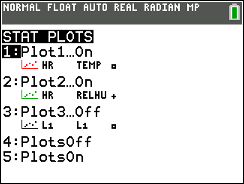 NORMAL FLOAT AUTO REAL RADIAN MP
STAT PLOTS
1:Plot1…On
HR TEMP
2:Plot2…On
HR RELHU +
3:Plot3…Off
L1 L1
4:PlotsOff
5:PlotsOn